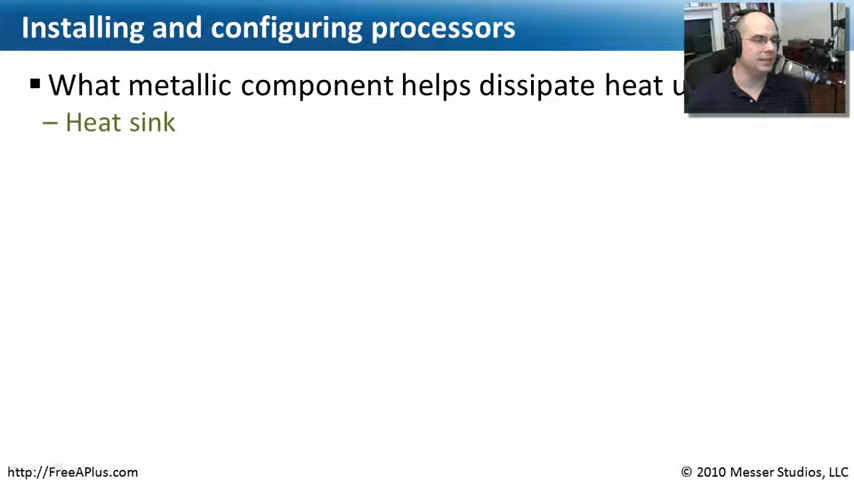 Installing and configuring processors
▪ What metallic component helps dissipate heat
– Heat sink
http://FreeAPlus.com
© 2010 Messer Studios, LLC